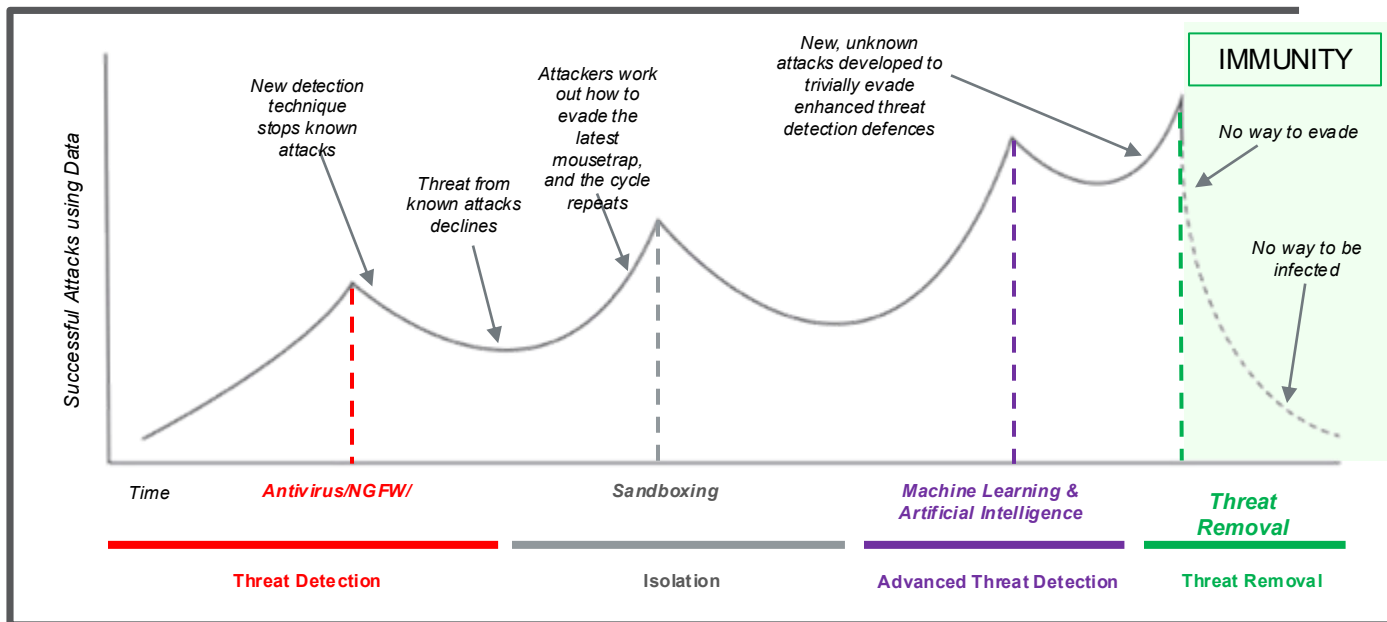 New detection
technique
stops known
attacks
Threat from
known attacks
declines
Attackers work
out how to
evade the
latest
mousetrap,
and the cycle
repeats
New, unknown
attacks developed to
trivially evade
enhanced threat
detection defences
IMMUNITY
No way to evade
No way to be
infected
Successful Attacks using Data
Time
Antivirus/NGFW/
Sandboxing
Machine Learning &
Artificial Intelligence
Threat
Removal
Threat Detection
Isolation
Advanced Threat Detection
Threat Removal